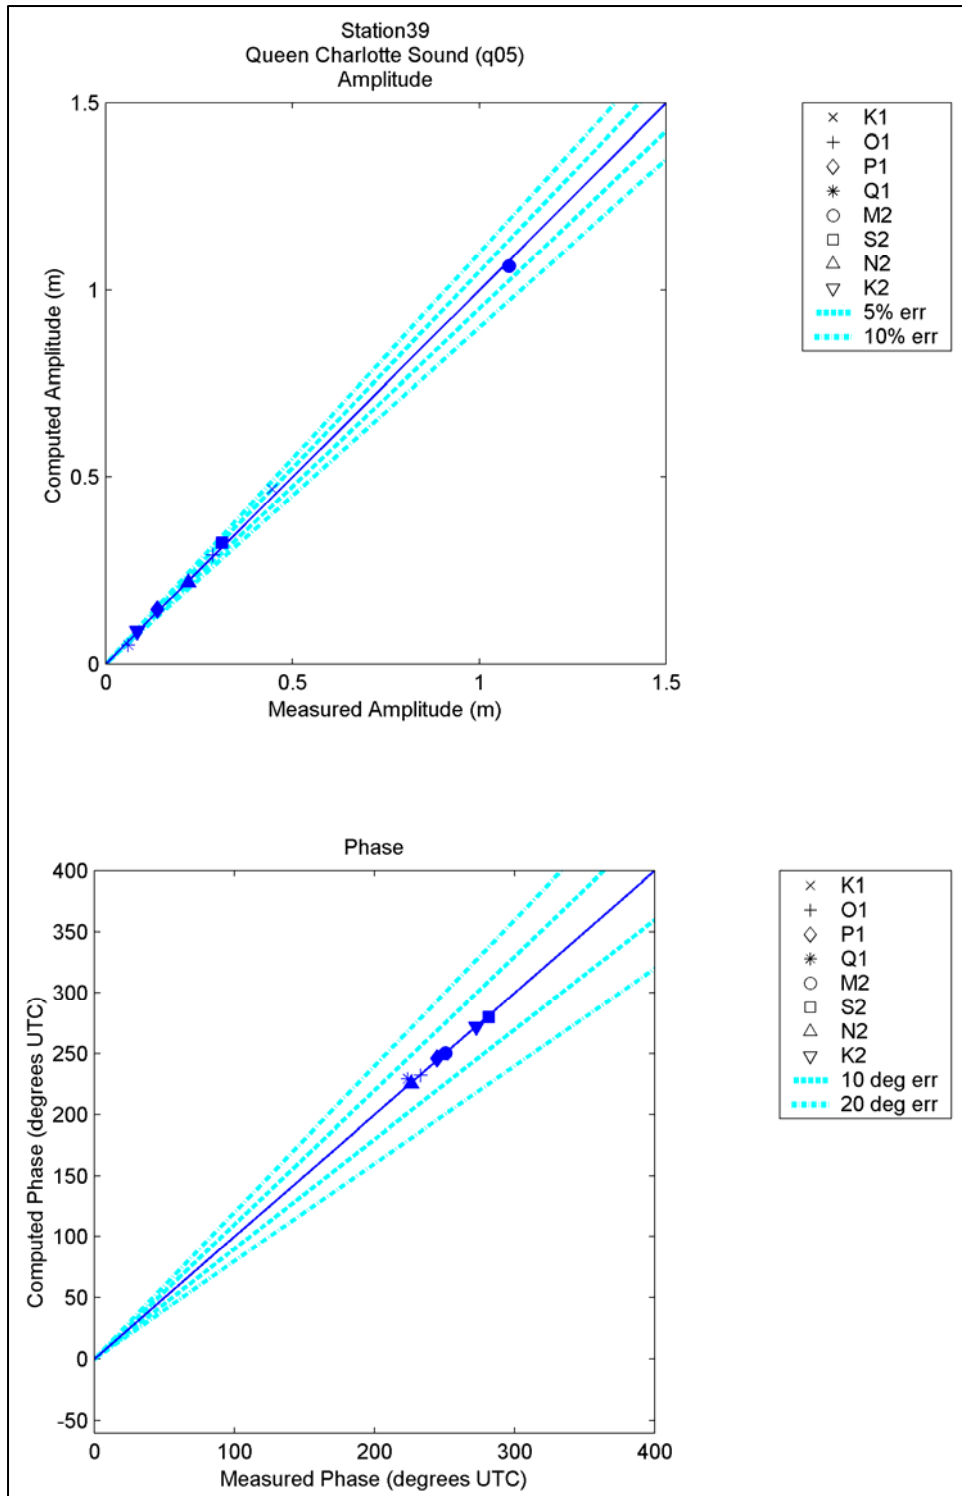 Station39
Queen Charlotte Sound (q05)
Amplitude
1.5
1
0.5
0
0
0.5
1
1.5
Computed Amplitude (m)
Measured Amplitude (m)
K1
O1
P1
Q1
M2
S2
N2
K2
5% err
10% err
Phase
400
350
300
250
200
150
100
50
0
-50
0
100
200
300
400
Computed Phase (degrees UTC)
Measured Phase (degrees UTC)
K1
O1
P1
Q1
M2
S2
N2
K2
10 deg err
20 deg err